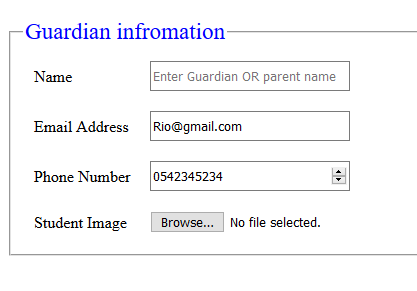 Guardian infromation
Name Enter Guardian OR parent name
Email Address Rio@gmail.com
Phone Number 0542345234
Student Image Browse... No file selected.